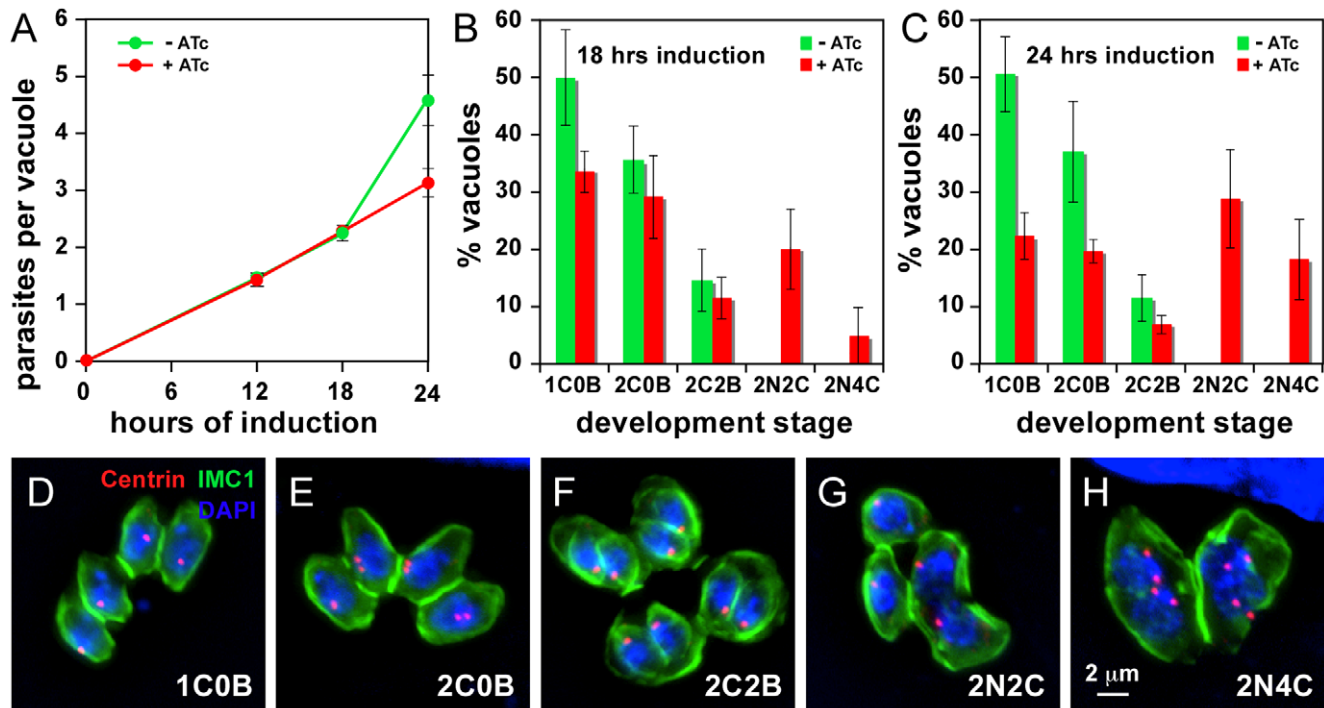 A
parasites per vacuole
6
5
4
3
2
1
0
- ATc
+ ATc
0 6 12 18 24
hours of induction
B
18 hrs induction
- ATc
+ ATc
% vacuoles
60
50
40
30
20
10
0
1C0B 2C0B 2C2B 2N2C 2N4C
development stage
C
24 hrs induction
- ATc
+ ATc
% vacuoles
60
50
40
30
20
10
0
1C0B 2C0B 2C2B 2N2C 2N4C
development stage
D
Centrin IMC1
DAPI
1C0B
E
2C0B
F
2C2B
G
2N2C
H
2 µm
2N4C